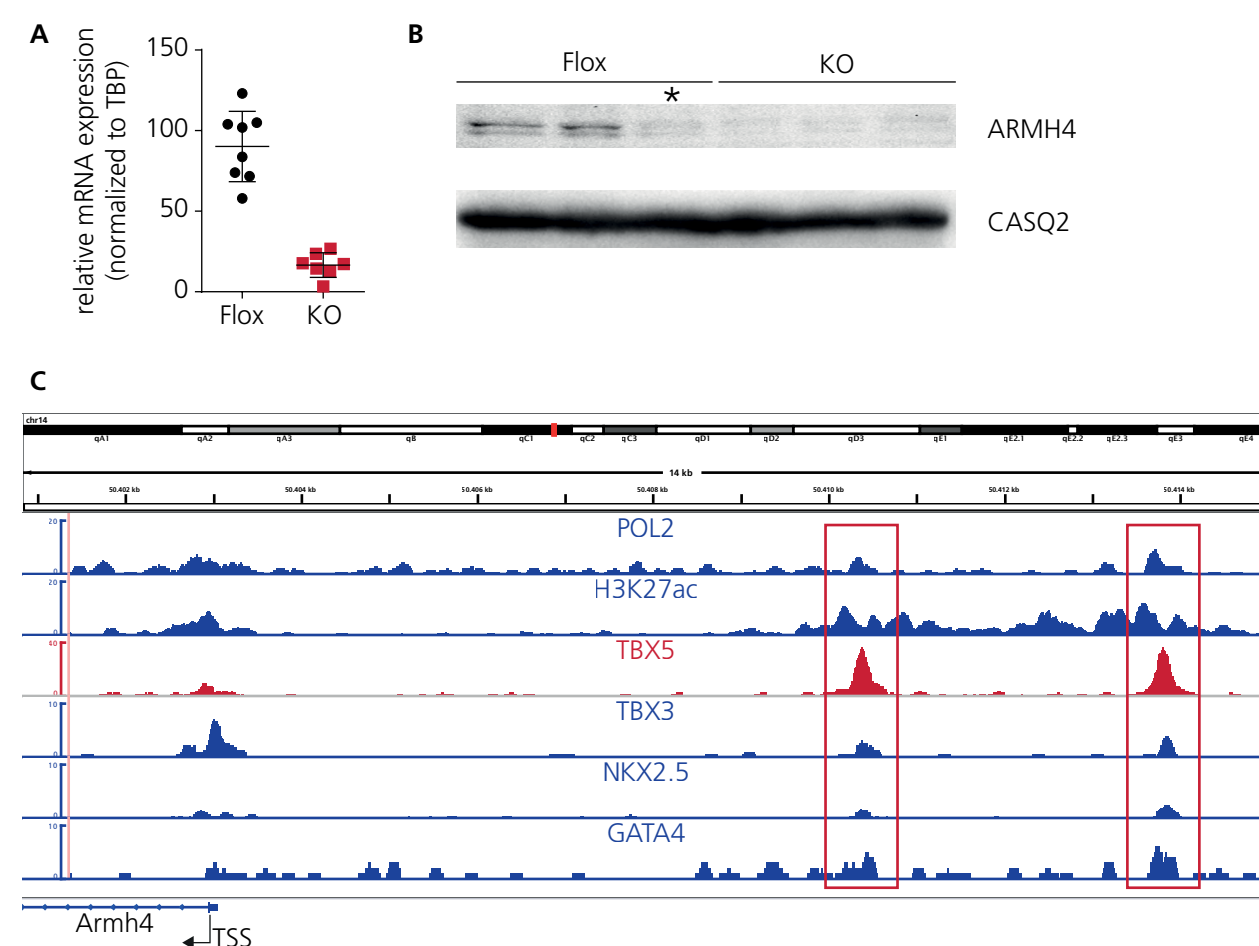 A
relative mRNA expression
(normalized to TBP)
150
100
50
0
Flox
KO
B
Flox
KO
*
ARMH4
CASQ2
C
chr14
qA1 qA2 qA3 qB qC1 qC2 qC3 qD1 qD2 qD3 qE1 qE2.1 qE2.2 qE2.3 qE3 qE4
14 kb
50.402 kb 50.404 kb 50.406 kb 50.408 kb 50.410 kb 50.412 kb 50.414 kb
20
POL2
0
20
H3K27ac
0
40
TBX5
0
10
TBX3
0
10
NKX2.5
0
10
GATA4
0
Armh4
TSS